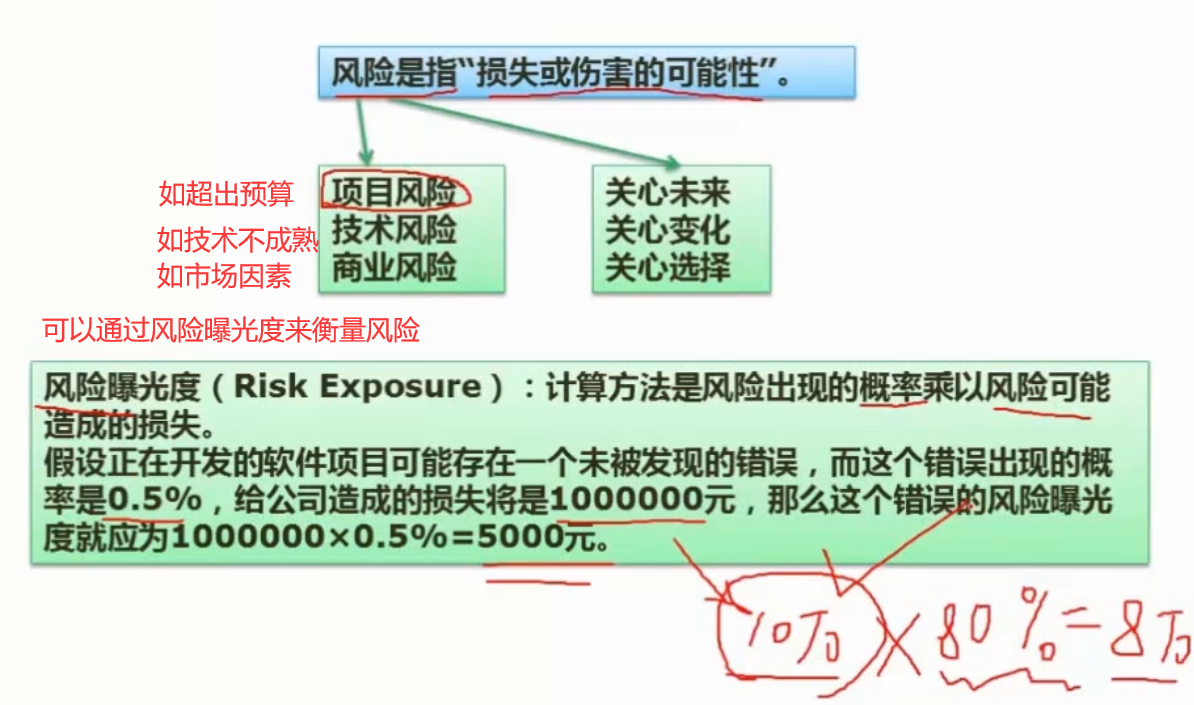 风险是指“损失或伤害的可能性”。
如超出预算 项目风险 关心未来
如技术不成熟 技术风险 关心变化
如市场因素 商业风险 关心选择
可以通过风险曝光度来衡量风险
风险曝光度（Risk Exposure）：计算方法是风险出现的概率乘以风险可能
造成的损失。
假设正在开发的软件项目可能存在一个未被发现的错误，而这个错误出现的概
率是0.5%，给公司造成的损失将是1000000元，那么这个错误的风险曝光
度就应为1000000×0.5%=5000元。
10万×80%=8万